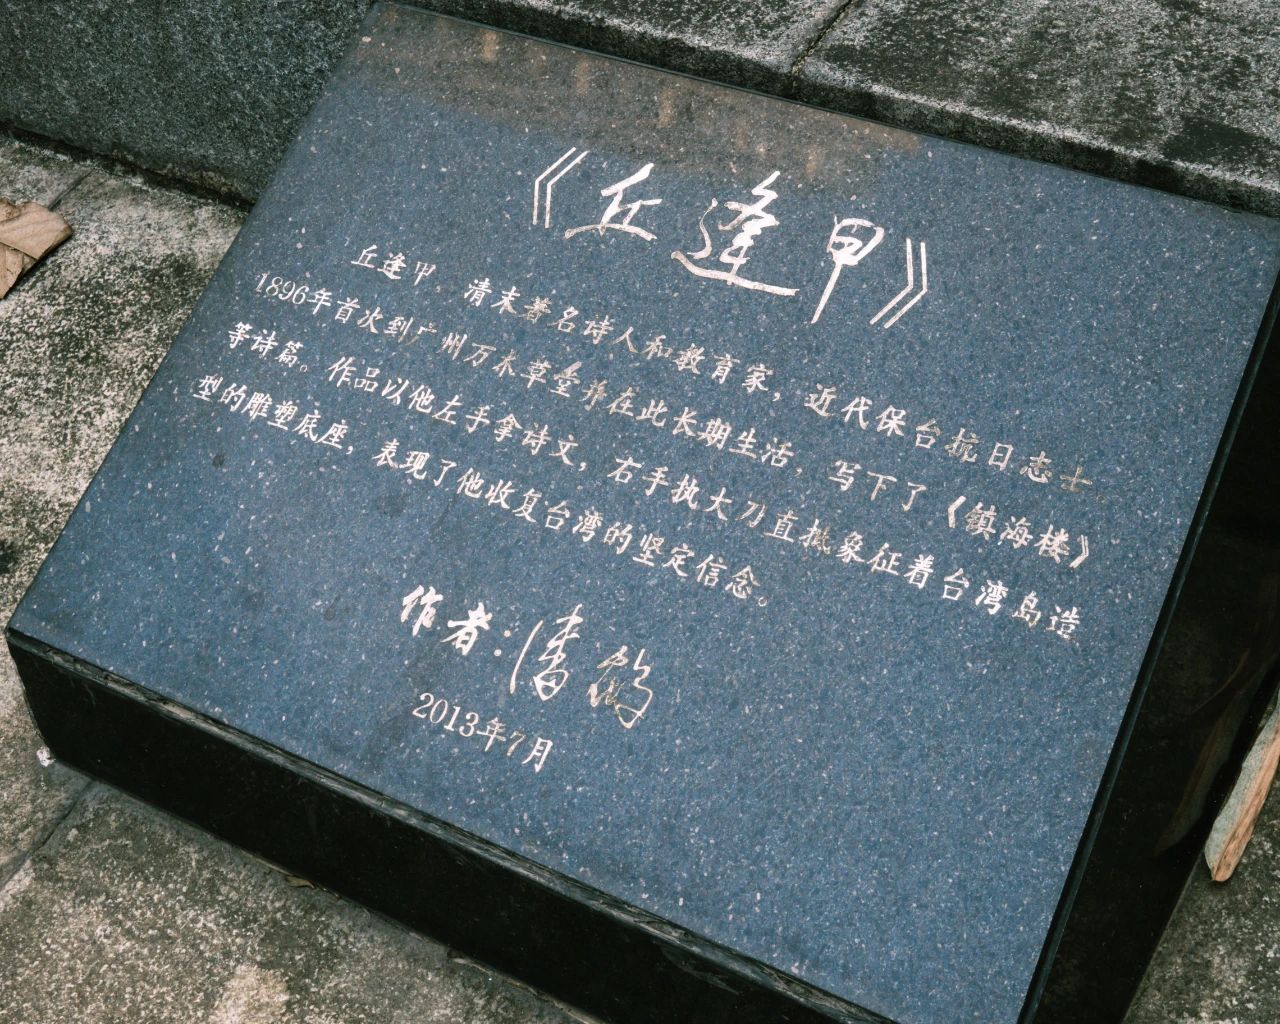 《丘逢甲》
丘逢甲，清末著名诗人和教育家，近代保台抗日志士。
1896年首次到广州万木草堂并在此长期生活，写下了《镇海楼》
等诗篇。作品以他左手拿诗文，右手执大刀直抵象征着台湾岛造
型的雕塑底座，表现了他收复台湾的坚定信念。
作者：潘鹤
2013年7月